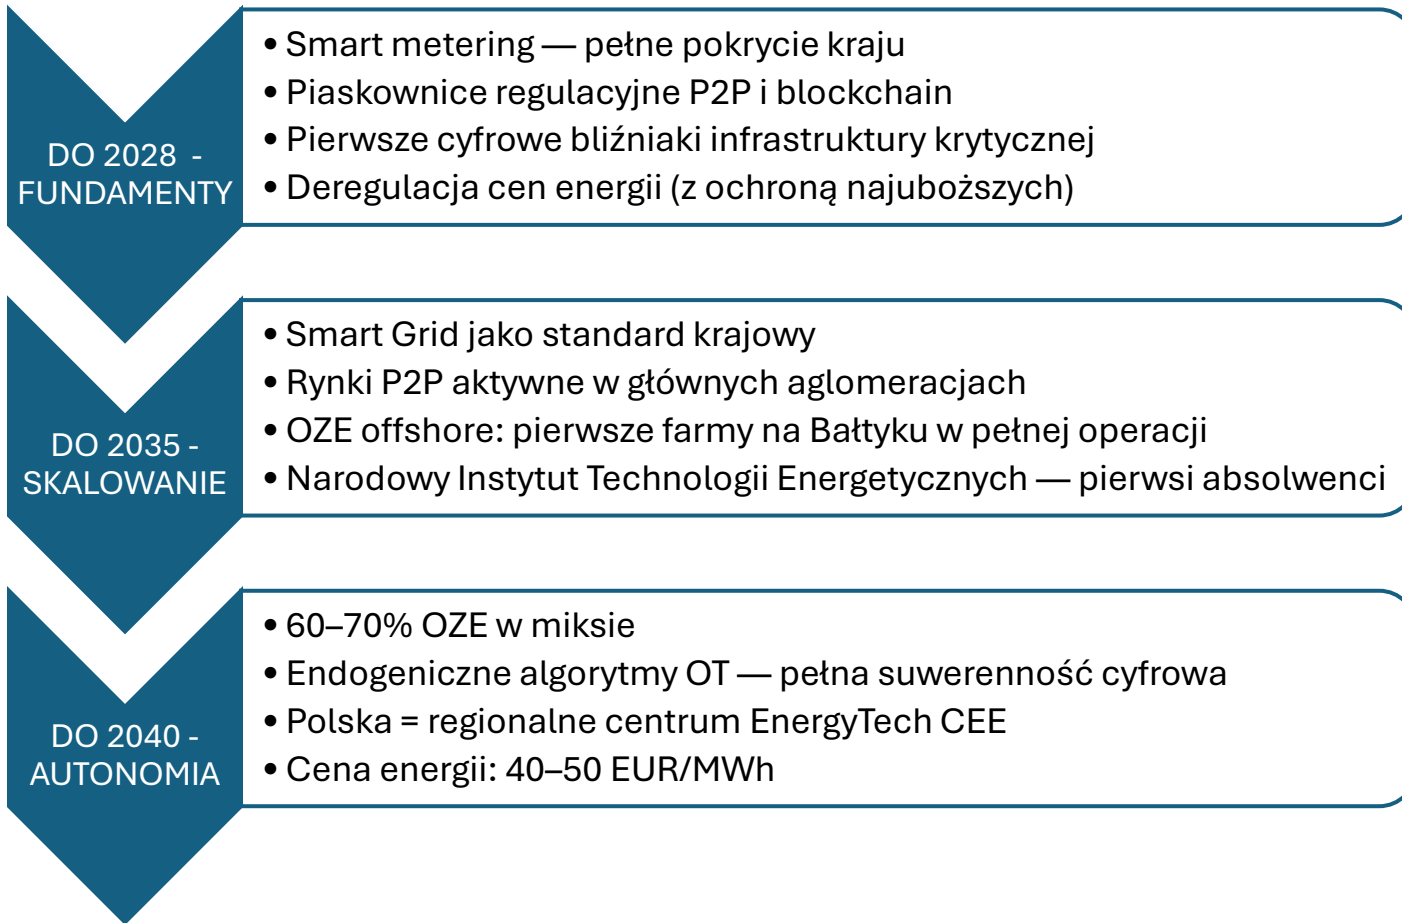 DO 2028 -
FUNDAMENTY
• Smart metering — pełne pokrycie kraju
• Piaskownice regulacyjne P2P i blockchain
• Pierwsze cyfrowe bliźniaki infrastruktury krytycznej
• Deregulacja cen energii (z ochroną najuboższych)
DO 2035 -
SKALOWANIE
• Smart Grid jako standard krajowy
• Rynki P2P aktywne w głównych aglomeracjach
• OZE offshore: pierwsze farmy na Bałtyku w pełnej operacji
• Narodowy Instytut Technologii Energetycznych — pierwsi absolwenci
DO 2040 -
AUTONOMIA
• 60–70% OZE w miksie
• Endogeniczne algorytmy OT — pełna suwerenność cyfrowa
• Polska = regionalne centrum EnergyTech CEE
• Cena energii: 40–50 EUR/MWh